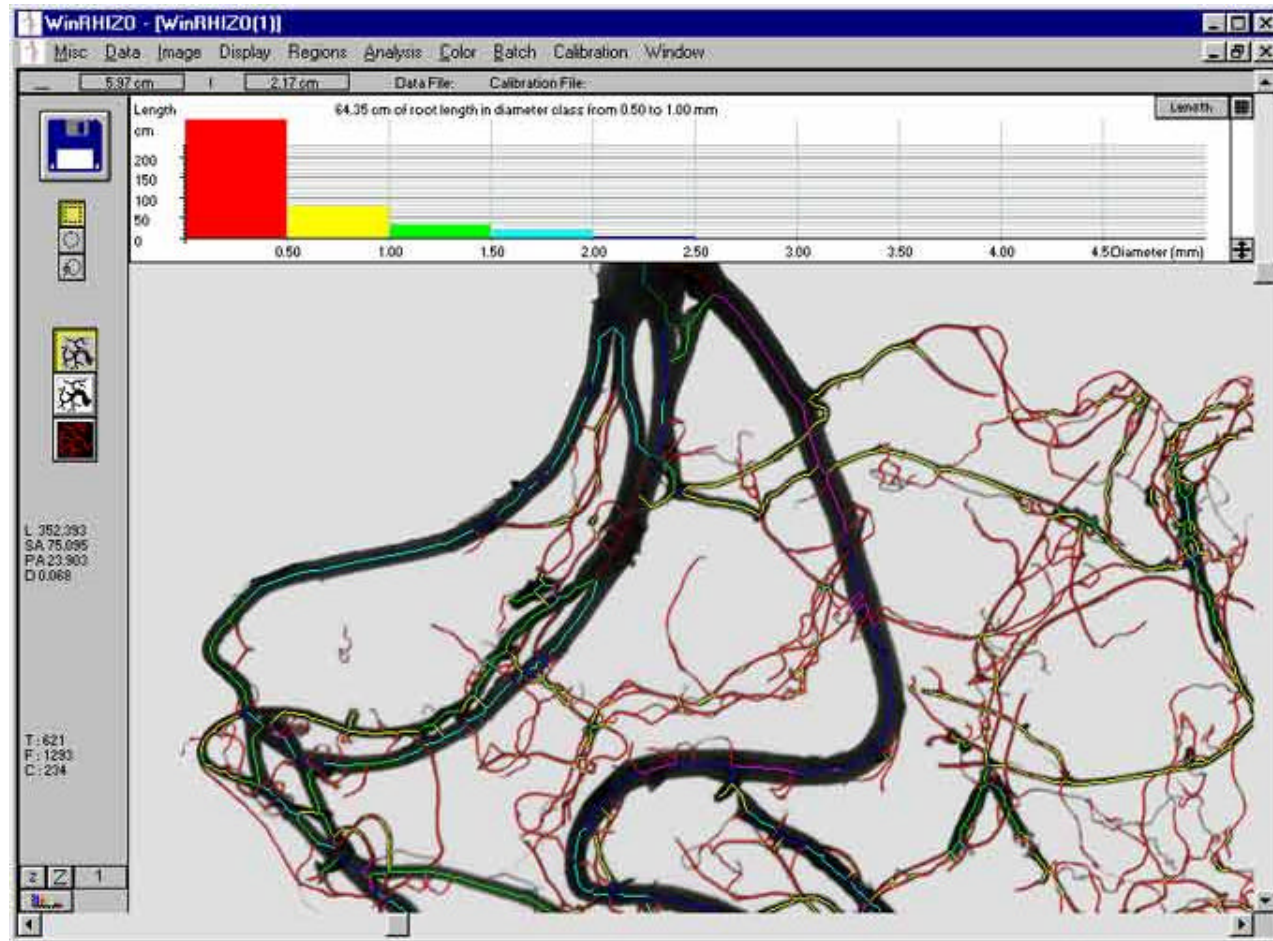 WinRHIZO - [WinRHIZO(1)]
Misc Data Image Display Regions Analysis Color Batch Calibration Window
5.97 cm 2.17 cm Data File: Calibration File:
Length 64.35 cm of root length in diameter class from 0.50 to 1.00 mm Length
cm
200
150
100
50
0
0.50 1.00 1.50 2.00 2.50 3.00 3.50 4.00 4.5 Diameter (mm)
L 352.393
SA 75.095
PA 23.903
D 0.068
T : 621
F : 1293
C : 234
z Z 1